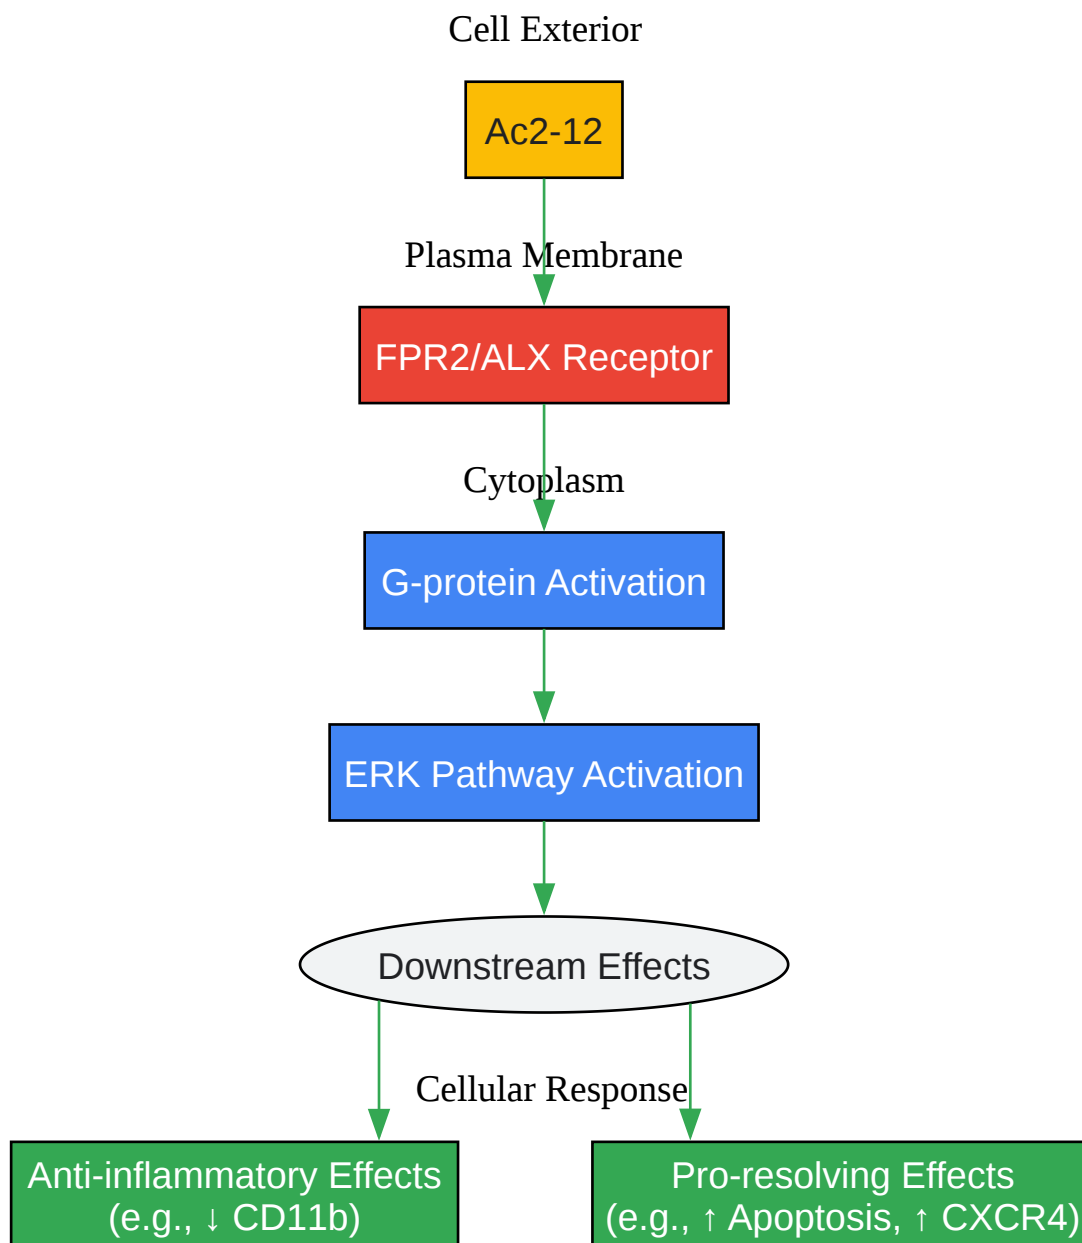 Cell Exterior
Ac2-12
Plasma Membrane
FPR2/ALX Receptor
Cytoplasm
G-protein Activation
ERK Pathway Activation
Downstream Effects
Cellular Response
Anti-inflammatory Effects
(e.g., ↓ CD11b)
Pro-resolving Effects
(e.g., ↑ Apoptosis, ↑ CXCR4)